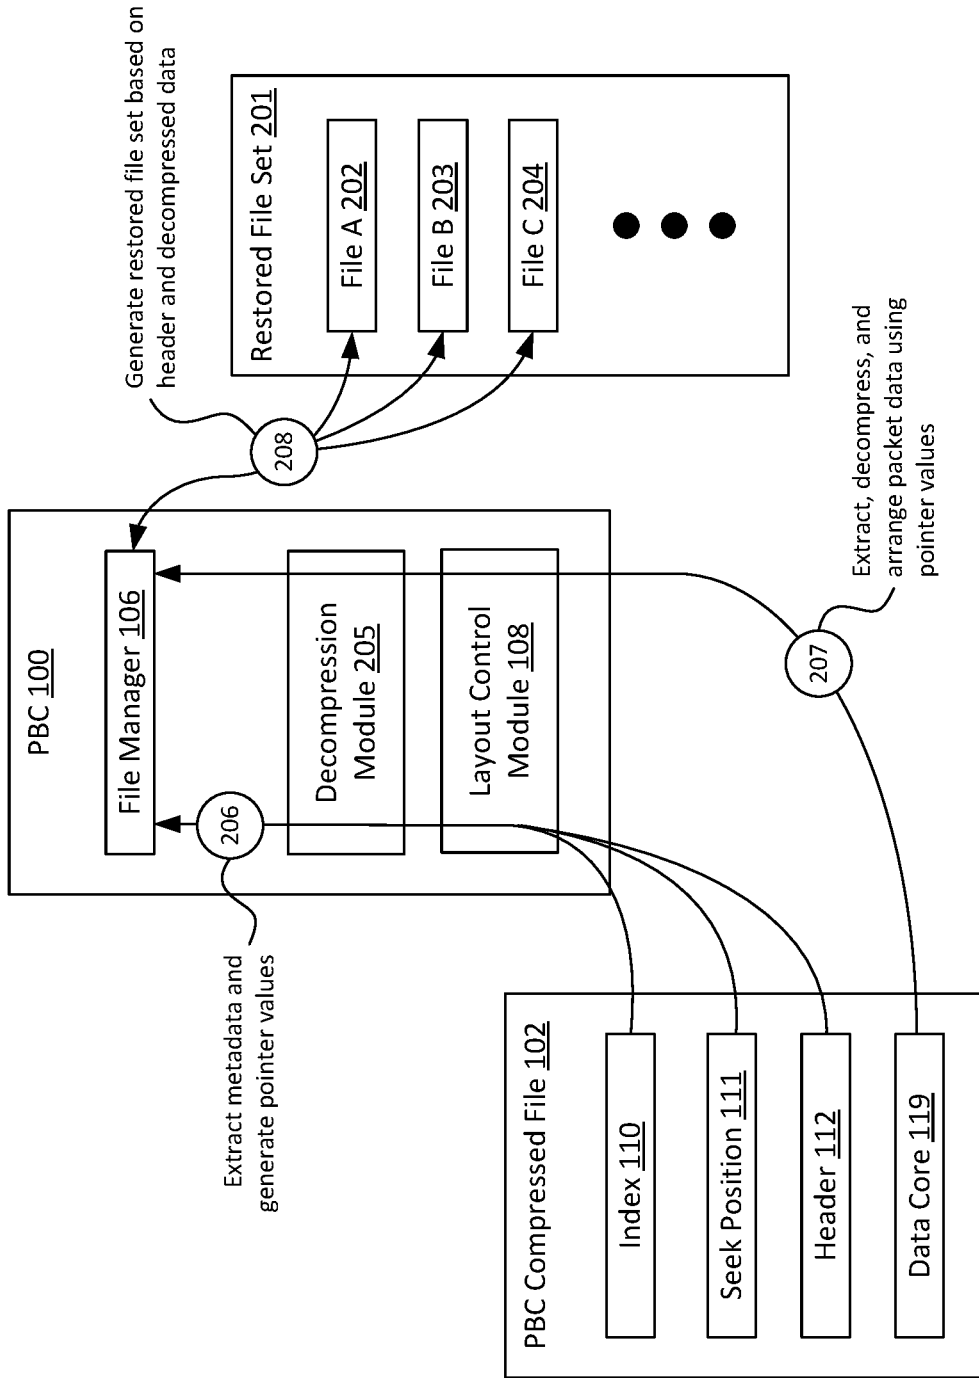 PBC Compressed File 102
Index 110
Seek Position 111
Header 112
Data Core 119
Extract metadata and
generate pointer values
206
PBC 100
File Manager 106
Decompression
Module 205
Layout Control
Module 108
207
Extract, decompress, and
arrange packet data using
pointer values
208
Generate restored file set based on
header and decompressed data
Restored File Set 201
File A 202
File B 203
File C 204